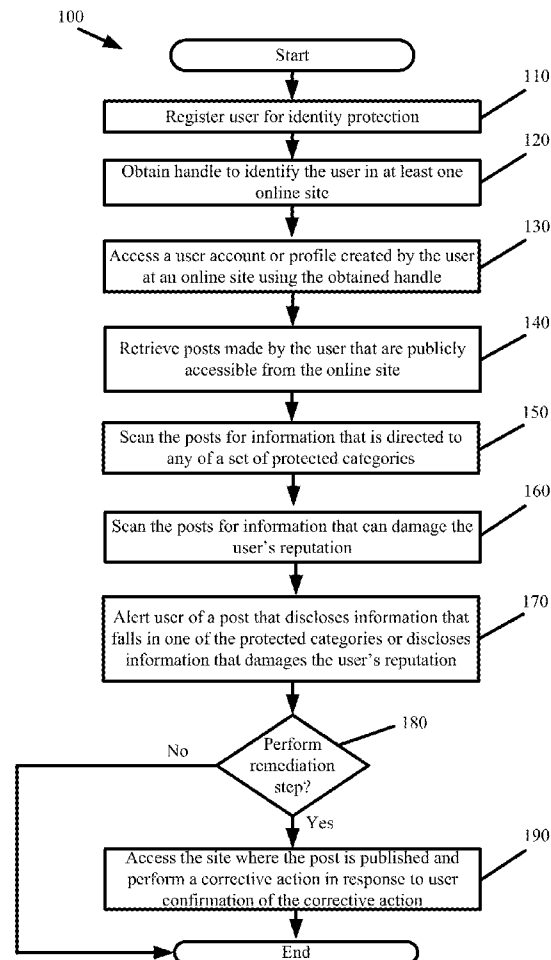 100
Start
110
Register user for identity protection
120
Obtain handle to identify the user in at least one
online site
130
Access a user account or profile created by the user
at an online site using the obtained handle
140
Retrieve posts made by the user that are publicly
accessible from the online site
150
Scan the posts for information that is directed to
any of a set of protected categories
160
Scan the posts for information that can damage the
user's reputation
170
Alert user of a post that discloses information that
falls in one of the protected categories or discloses
information that damages the user's reputation
180
Perform
remediation
step?
No
Yes
190
Access the site where the post is published and
perform a corrective action in response to user
confirmation of the corrective action
End